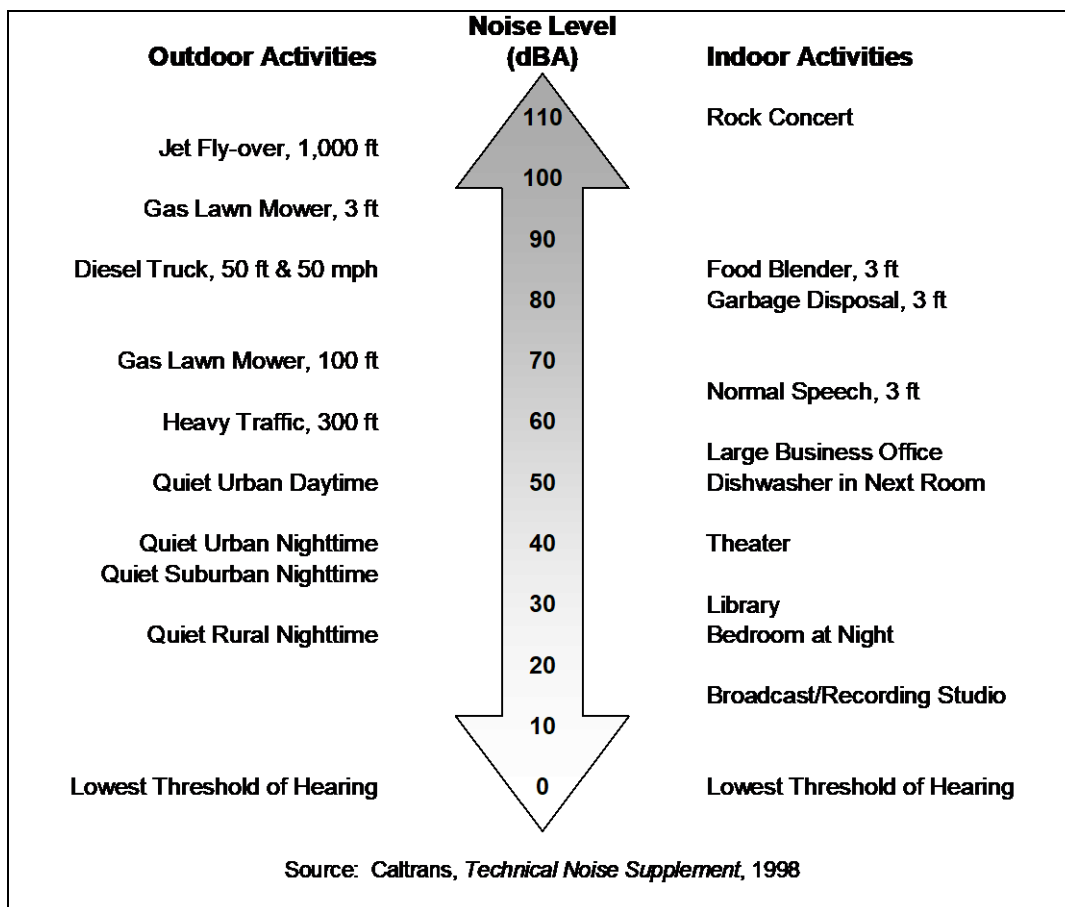 Noise Level
Outdoor Activities (dBA) Indoor Activities
110 Rock Concert
Jet Fly-over, 1,000 ft
100
Gas Lawn Mower, 3 ft
90
Diesel Truck, 50 ft & 50 mph Food Blender, 3 ft
80 Garbage Disposal, 3 ft
Gas Lawn Mower, 100 ft 70
Normal Speech, 3 ft
Heavy Traffic, 300 ft 60
Large Business Office
Quiet Urban Daytime 50 Dishwasher in Next Room
Quiet Urban Nighttime 40 Theater
Quiet Suburban Nighttime
30 Library
Quiet Rural Nighttime Bedroom at Night
20
Broadcast/Recording Studio
10
Lowest Threshold of Hearing 0 Lowest Threshold of Hearing
Source: Caltrans, Technical Noise Supplement, 1998